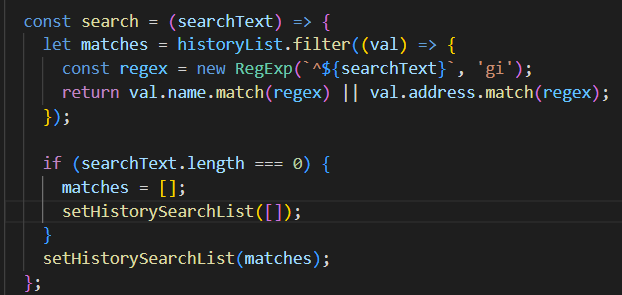 const search = (searchText) => {
  let matches = historyList.filter((val) => {
    const regex = new RegExp(`^${searchText}`, 'gi');
    return val.name.match(regex) || val.address.match(regex);
  });

  if (searchText.length === 0) {
    matches = [];
    setHistorySearchList([]);
  }
  setHistorySearchList(matches);
};